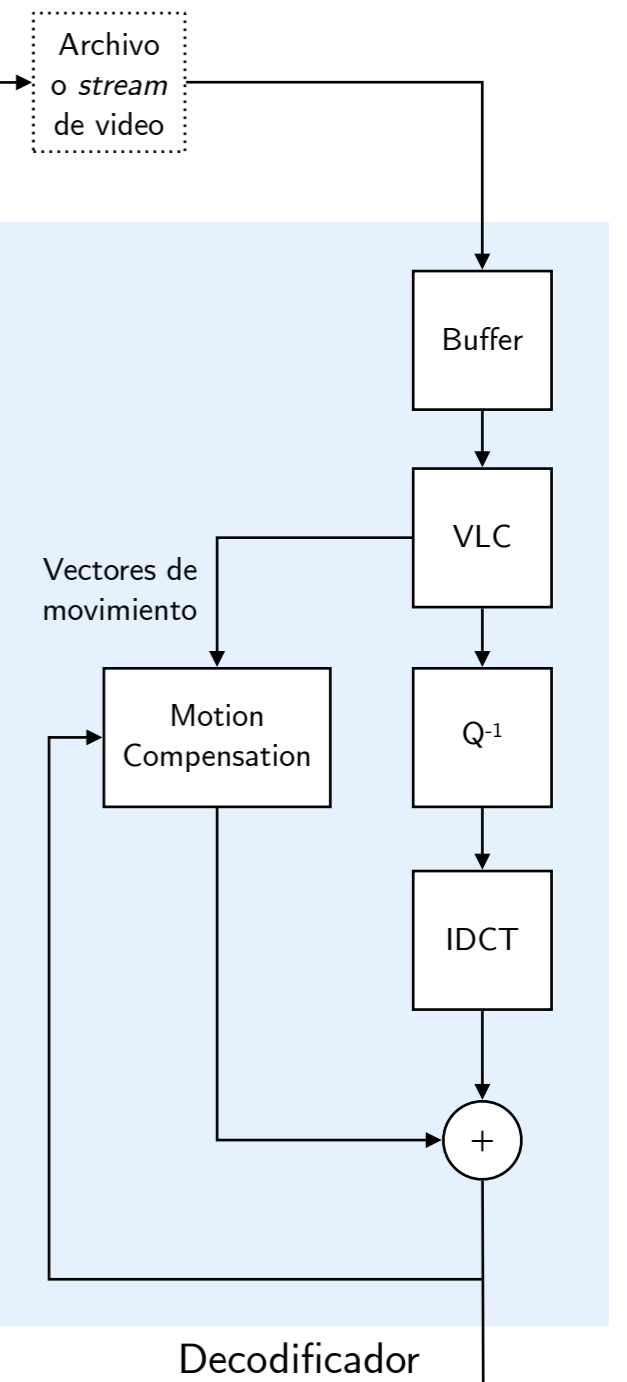 Archivo
o stream
de video
Buffer
VLC
Vectores de
movimiento
Motion
Compensation
Q-1
IDCT
+
Decodificador